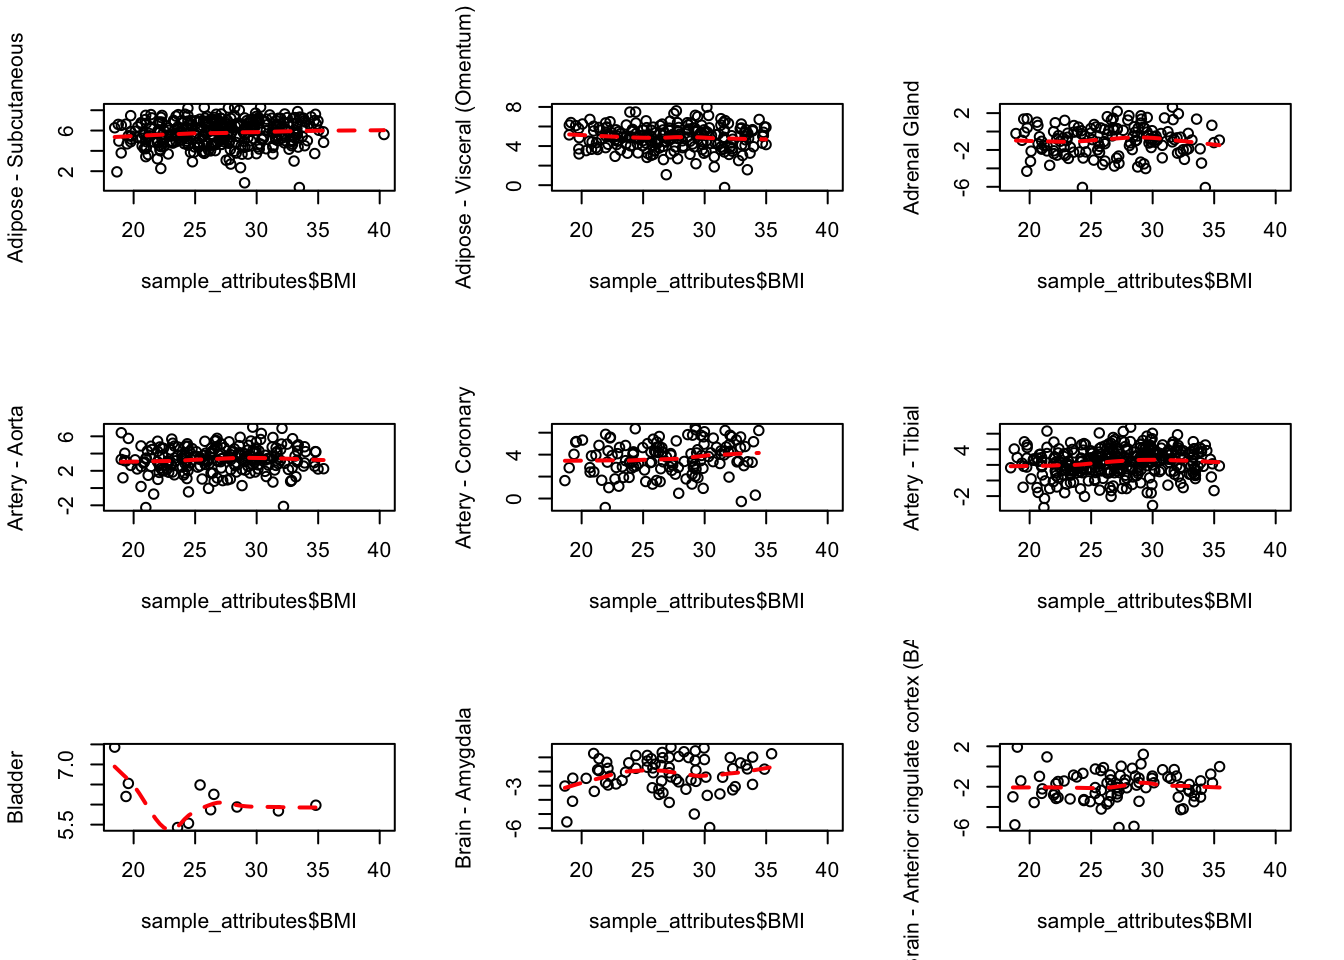 Adipose - Subcutaneous
2 6
20 25 30 35 40
sample_attributes$BMI
Adipose - Visceral (Omentum)
0 4 8
20 25 30 35 40
sample_attributes$BMI
Adrenal Gland
-6 -2 2
20 25 30 35 40
sample_attributes$BMI
Artery - Aorta
-2 2 6
20 25 30 35 40
sample_attributes$BMI
Artery - Coronary
0 4
20 25 30 35 40
sample_attributes$BMI
Artery - Tibial
-2 4
20 25 30 35 40
sample_attributes$BMI
Bladder
5.5 7.0
20 25 30 35 40
sample_attributes$BMI
Brain - Amygdala
-6 -3
20 25 30 35 40
sample_attributes$BMI
rain - Anterior cingulate cortex (BA
-6 -2 2
20 25 30 35 40
sample_attributes$BMI